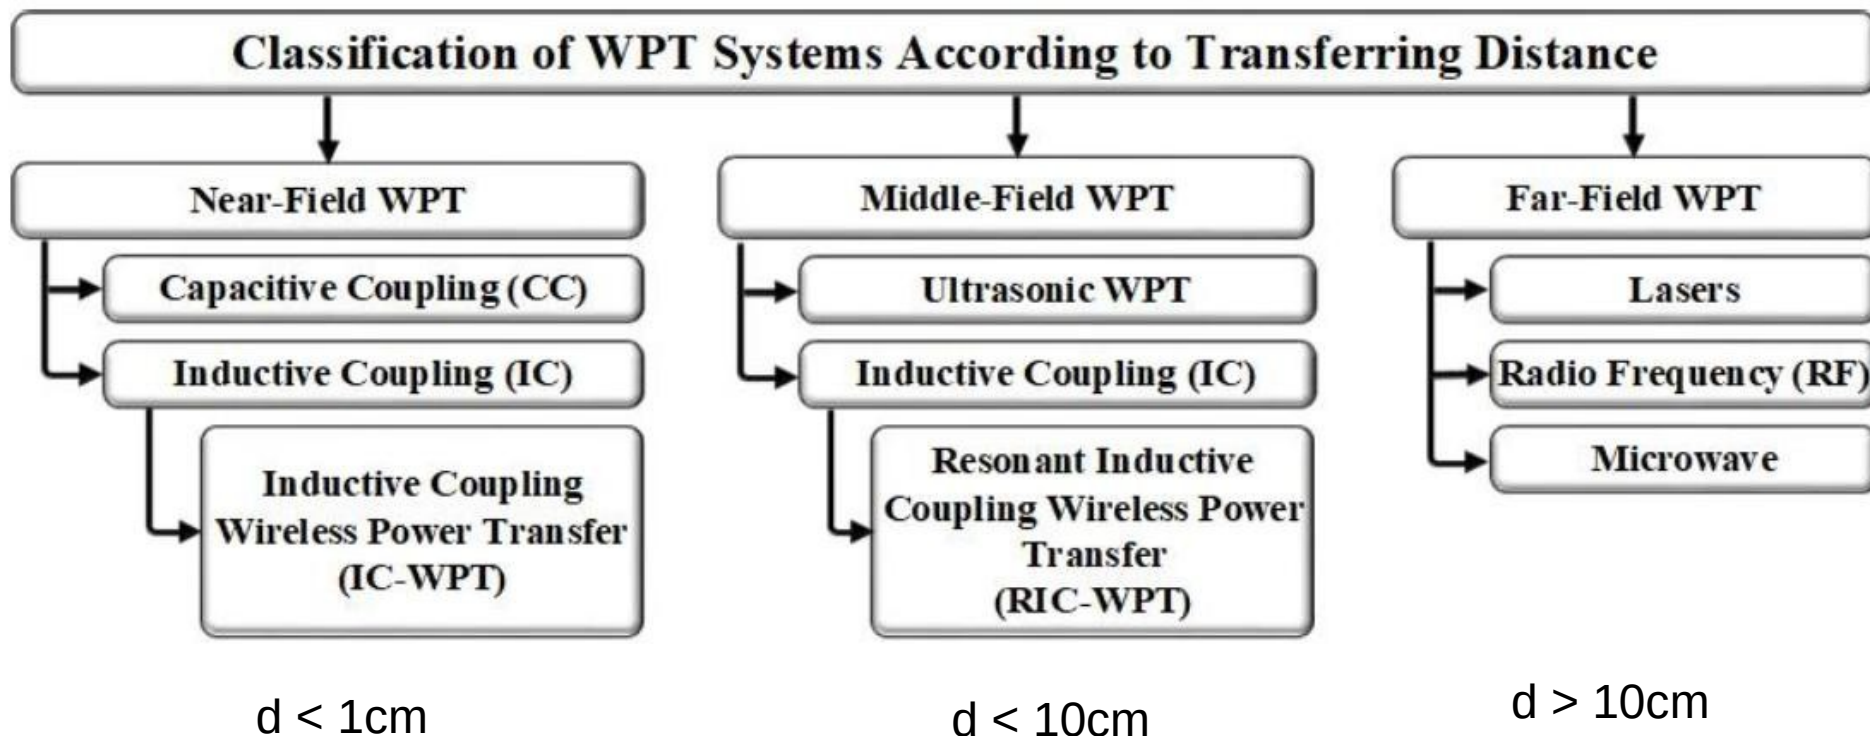 Classification of WPT Systems According to Transferring Distance
Near-Field WPT
Capacitive Coupling (CC)
Inductive Coupling (IC)
Inductive Coupling
Wireless Power Transfer
(IC-WPT)
d < 1cm
Middle-Field WPT
Ultrasonic WPT
Inductive Coupling (IC)
Resonant Inductive
Coupling Wireless Power
Transfer
(RIC-WPT)
d < 10cm
Far-Field WPT
Lasers
Radio Frequency (RF)
Microwave
d > 10cm